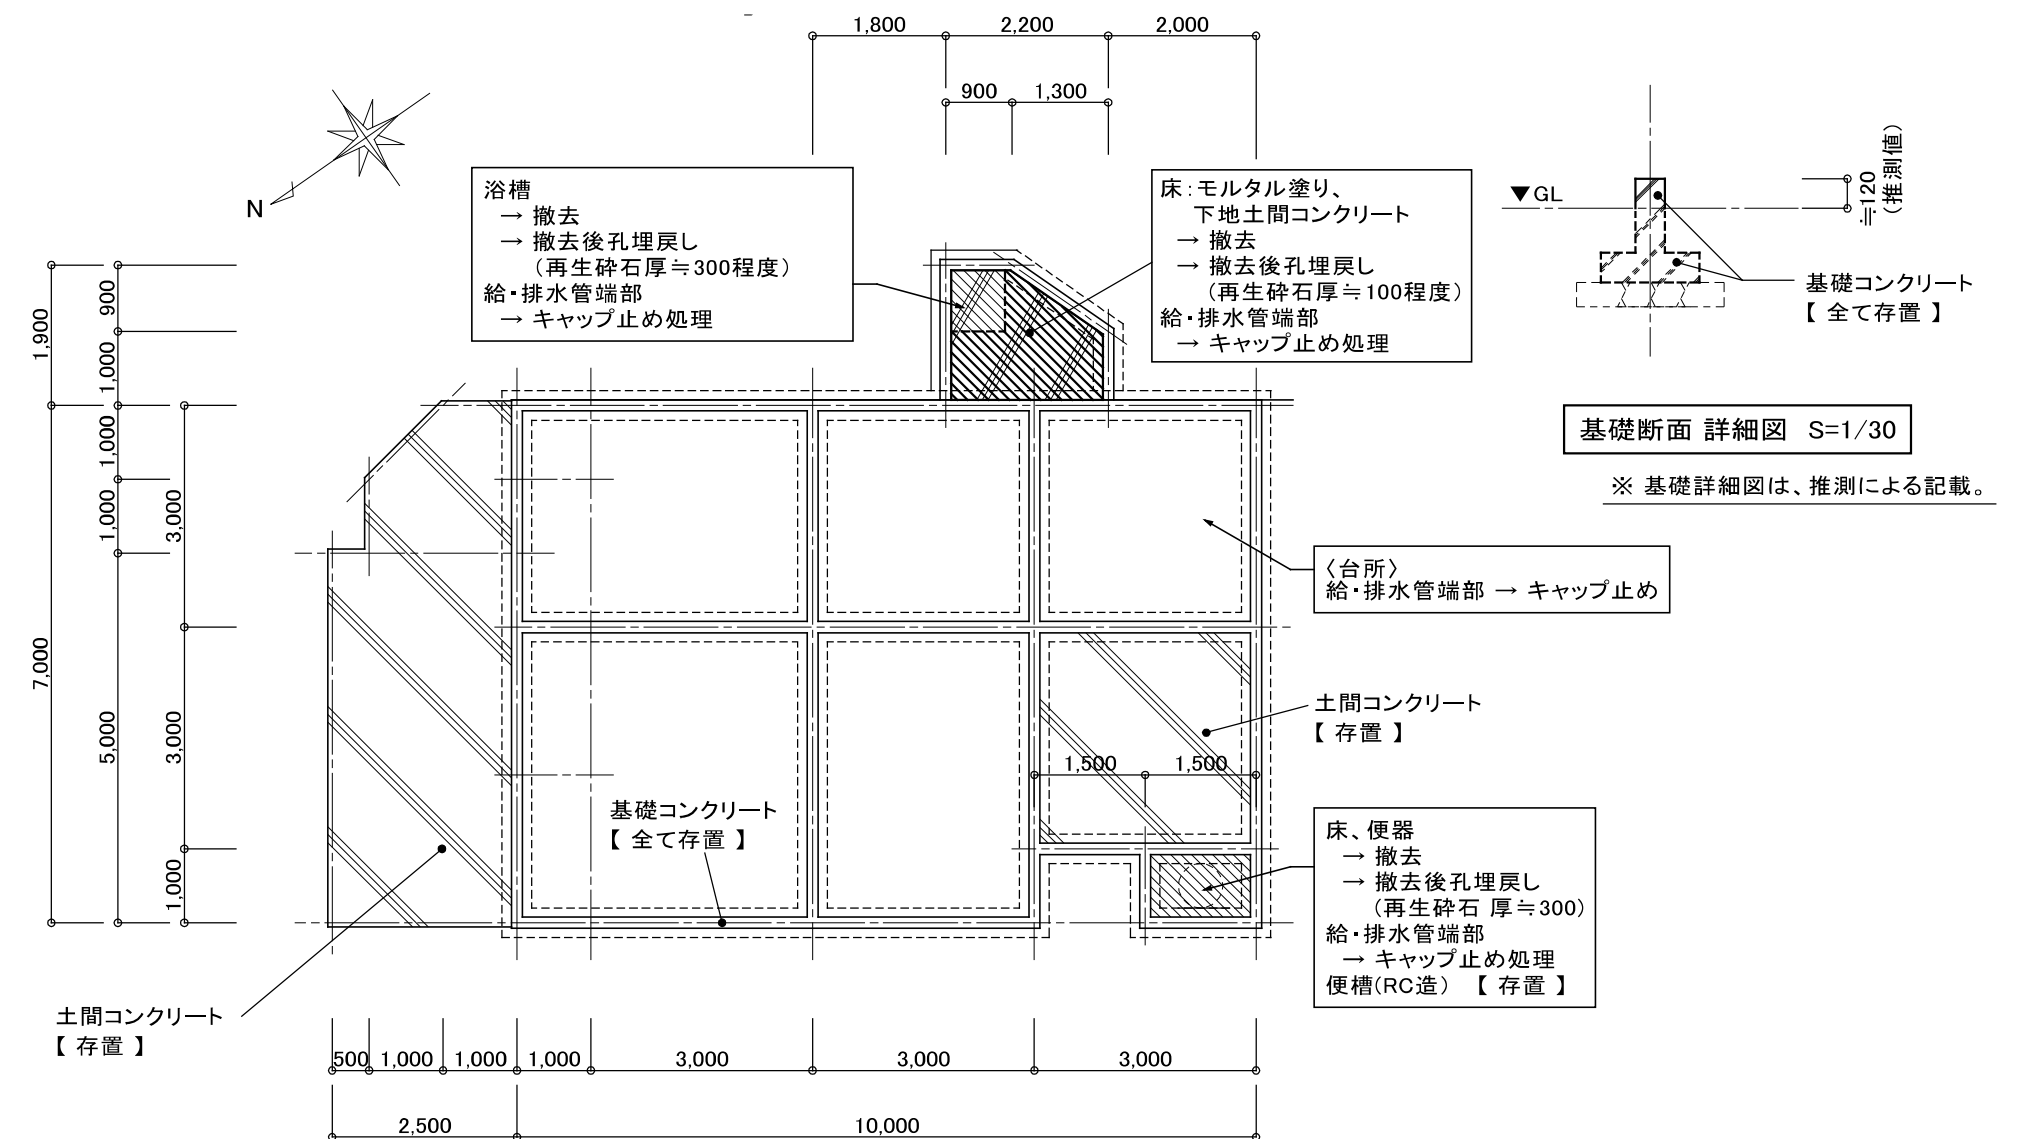 1,800
2,200
2,000
900
1,300
N
浴槽
→ 撤去
→ 撤去後孔埋戻し
（再生砕石厚≒300程度）
給・排水管端部
→ キャップ止め処理
床：モルタル塗り、
下地土間コンクリート
→ 撤去
→ 撤去後孔埋戻し
（再生砕石厚≒100程度）
給・排水管端部
→ キャップ止め処理
▼GL
≒120
（推測値）
基礎コンクリート
【 全て存置 】
基礎断面 詳細図 S=1/30
※ 基礎詳細図は、推測による記載。
1,900
7,000
900
1,000
1,000
1,000
5,000
3,000
3,000
1,000
〈台所〉
給・排水管端部 → キャップ止め
土間コンクリート
【 存置 】
1,500
1,500
基礎コンクリート
【 全て存置 】
床、便器
→ 撤去
→ 撤去後孔埋戻し
（再生砕石 厚≒300）
給・排水管端部
→ キャップ止め処理
便槽（RC造） 【 存置 】
土間コンクリート
【 存置 】
500
1,000
1,000
1,000
3,000
3,000
3,000
2,500
10,000